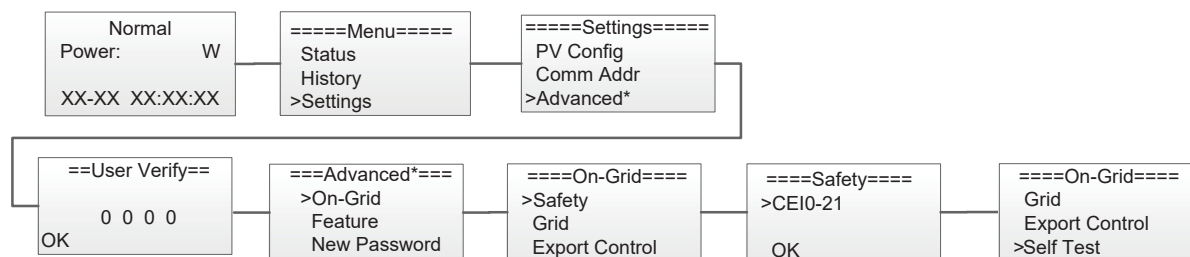 Normal
Power: W
XX-XX XX:XX:XX
=====Menu=====
Status
History
>Settings
=====Settings=====
PV Config
Comm Addr
>Advanced*
==User Verify==
0 0 0 0
OK
===Advanced*===
>On-Grid
Feature
New Password
====On-Grid====
>Safety
Grid
Export Control
====Safety====
>CEI0-21
OK
====On-Grid====
Grid
Export Control
>Self Test